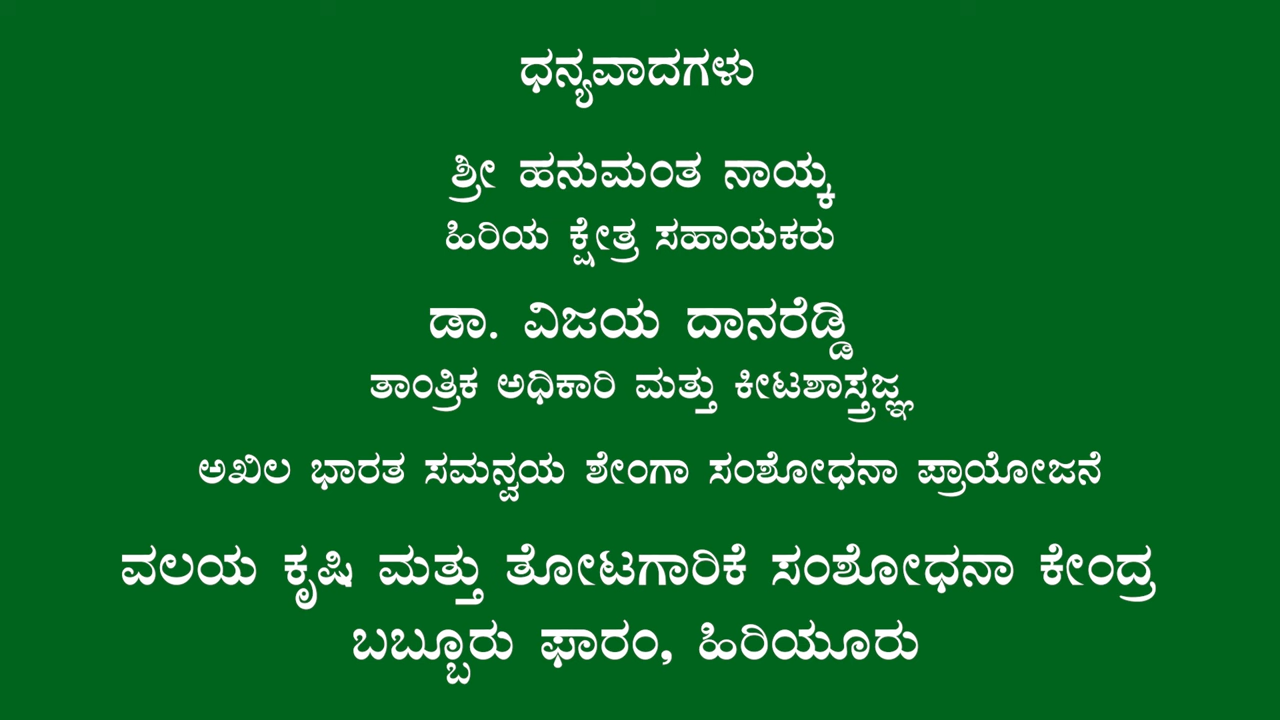 ಧನ್ಯವಾದಗಳು
ಶ್ರೀ ಹನುಮಂತ ನಾಯ್ಕ
ಹಿರಿಯ ಕ್ಷೇತ್ರ ಸಹಾಯಕರು
ಡಾ. ವಿಜಯ ದಾನರೆಡ್ಡಿ
ತಾಂತ್ರಿಕ ಅಧಿಕಾರಿ ಮತ್ತು ಕೀಟಶಾಸ್ತ್ರಜ್ಞ
ಅಖಿಲ ಭಾರತ ಸಮನ್ವಯ ಶೇಂಗಾ ಸಂಶೋಧನಾ ಪ್ರಾಯೋಜನೆ
ವಲಯ ಕೃಷಿ ಮತ್ತು ತೋಟಗಾರಿಕೆ ಸಂಶೋಧನಾ ಕೇಂದ್ರ
ಬಬ್ಬೂರು ಫಾರಂ, ಹಿರಿಯೂರು